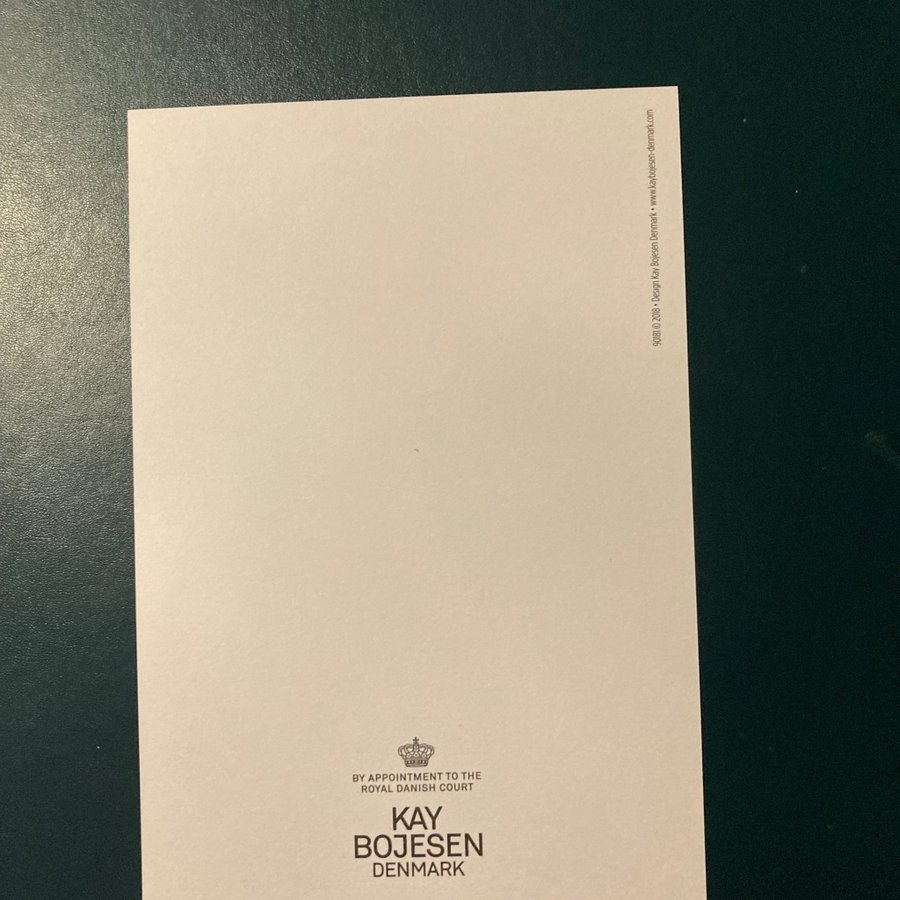 90181 © 2018 • Design Kay Bojesen Denmark • www.kaybojesen-denmark.com
BY APPOINTMENT TO THE
ROYAL DANISH COURT
KAY
BOJESEN
DENMARK